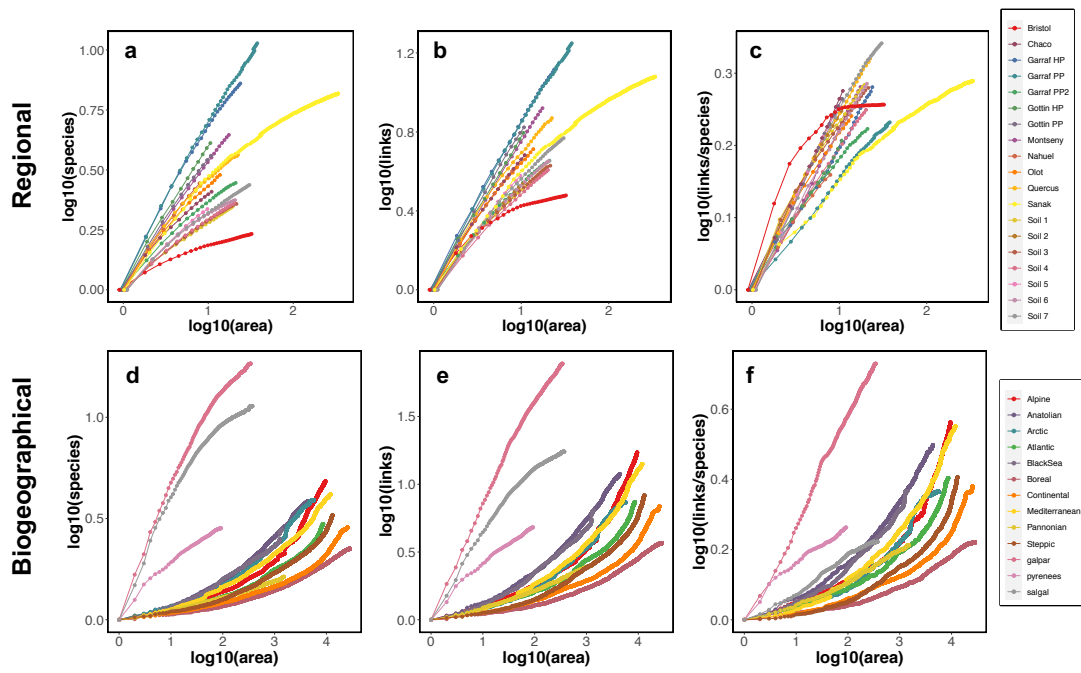 Regional
a
log10(species)
1.00
0.75
0.50
0.25
0.00
0
1
2
log10(area)
b
log10(links)
1.2
0.8
0.4
0.0
0
1
2
log10(area)
c
log10(links/species)
0.3
0.2
0.1
0.0
0
1
2
log10(area)
Bristol
Chaco
Garraf HP
Garraf PP
Garraf PP2
Gottin HP
Gottin PP
Montseny
Nahuel
Olot
Quercus
Sanak
Soil 1
Soil 2
Soil 3
Soil 4
Soil 5
Soil 6
Soil 7
Biogeographical
d
log10(species)
1.0
0.5
0.0
0
1
2
3
4
log10(area)
e
log10(links)
1.5
1.0
0.5
0.0
0
1
2
3
4
log10(area)
f
log10(links/species)
0.6
0.4
0.2
0.0
0
1
2
3
4
log10(area)
Alpine
Anatolian
Arctic
Atlantic
BlackSea
Boreal
Continental
Mediterranean
Pannonian
Steppic
galpar
pyrenees
salgal